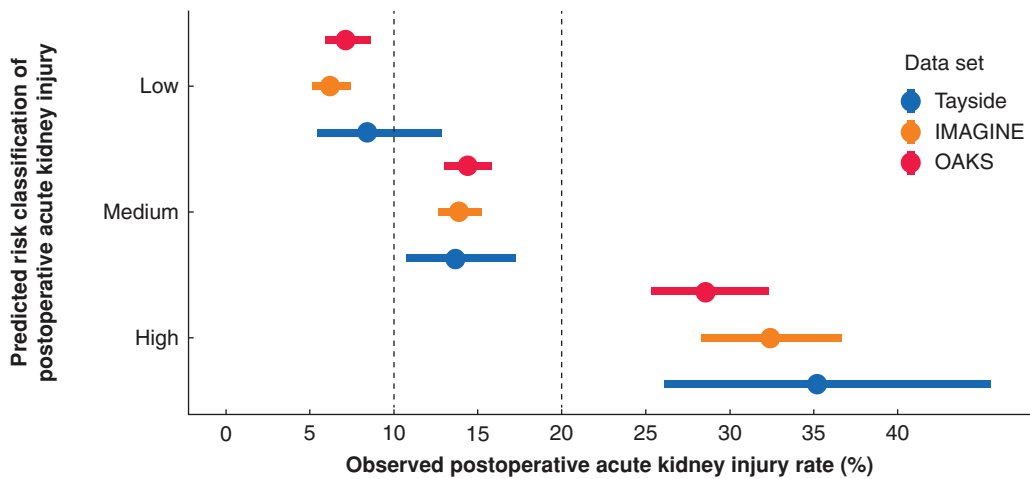 Predicted risk classification of
postoperative acute kidney injury
Low
Medium
High
Data set
Tayside
IMAGINE
OAKS
0 5 10 15 20 25 30 35 40
Observed postoperative acute kidney injury rate (%)